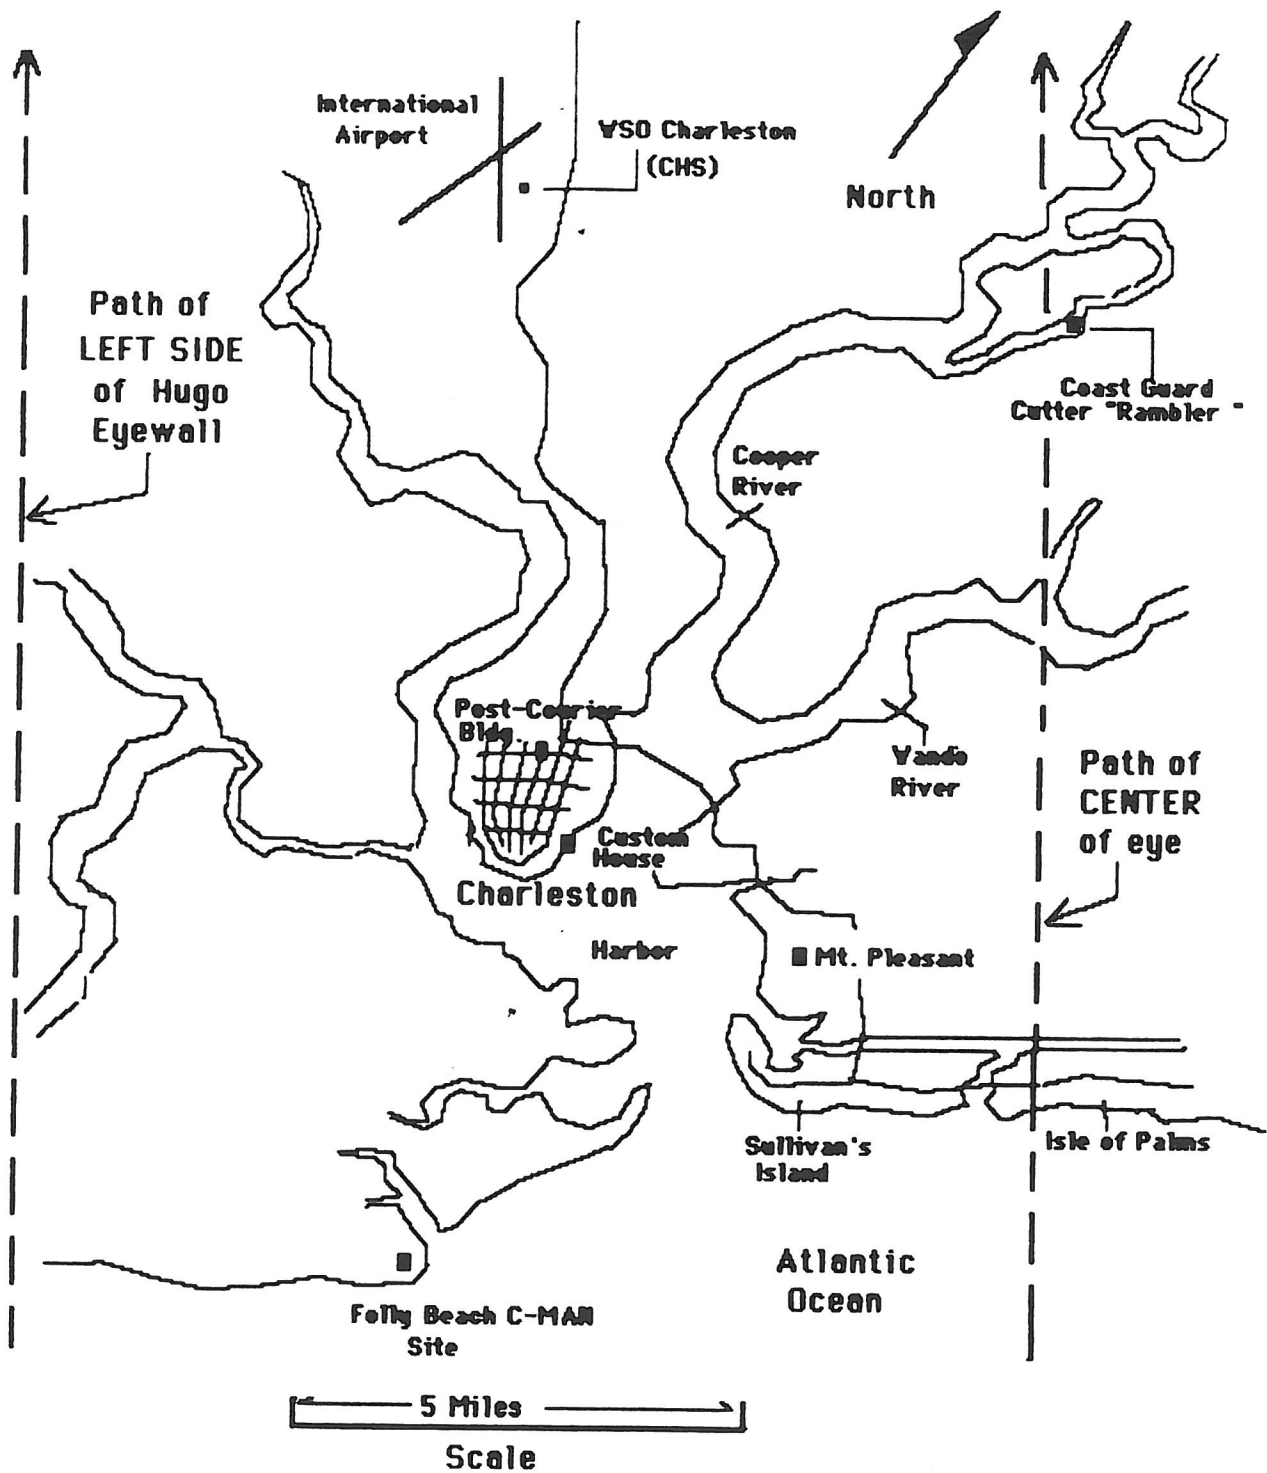 International
Airport
WSO Charleston
(CHS)
North
Path of
LEFT SIDE
of Hugo
Eyewall
Coast Guard
Cutter "Rambler"
Cooper
River
Post-Courier
Bldg.
Wando
River
Path of
CENTER
of eye
Custom
House
Charleston
Harbor
Mt. Pleasant
Sullivan's
Island
Isle of Palms
Atlantic
Ocean
Folly Beach C-MAN
Site
5 Miles
Scale